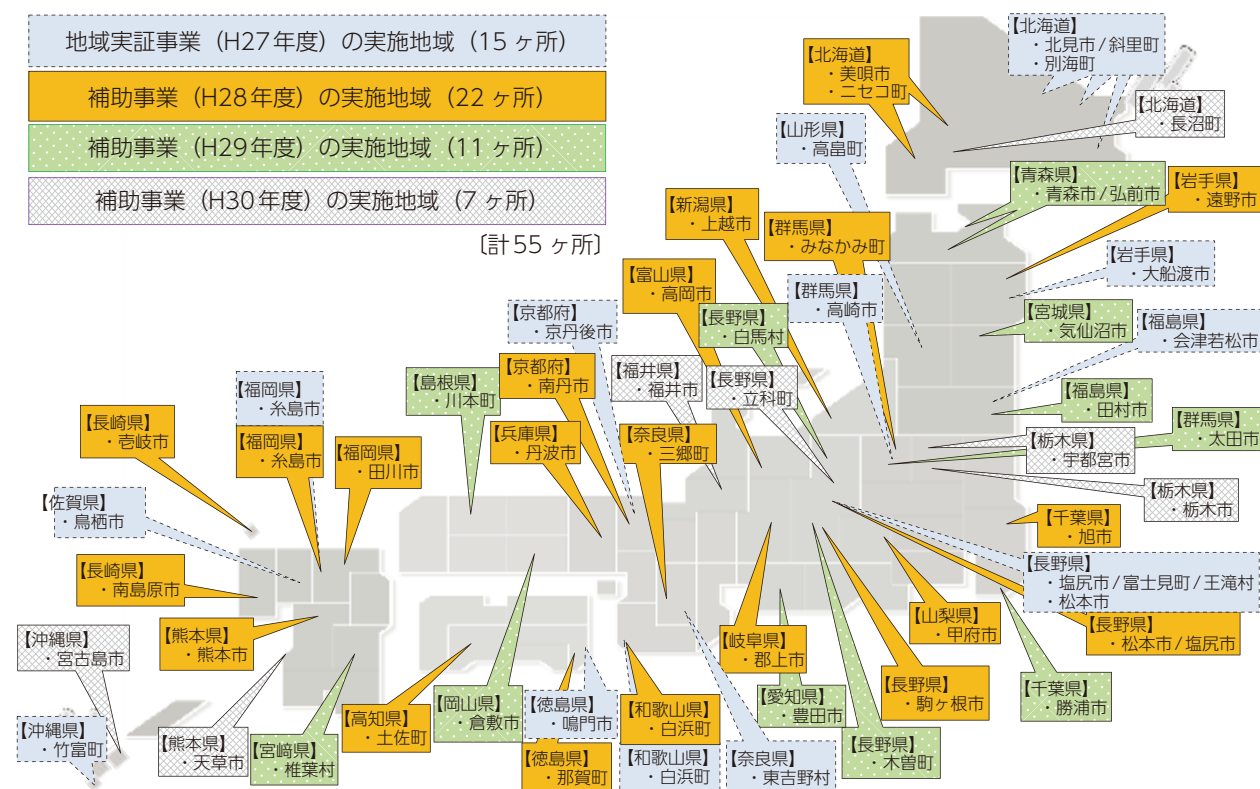 地域実証事業（H27年度）の実施地域（15ヶ所）
補助事業（H28年度）の実施地域（22ヶ所）
補助事業（H29年度）の実施地域（11ヶ所）
補助事業（H30年度）の実施地域（7ヶ所）
〔計55ヶ所〕
【北海道】
・北見市/斜里町
・別海町
【北海道】
・美唄市
・ニセコ町
【北海道】
・長沼町
【山形県】
・高畠町
【青森県】
・青森市/弘前市
【岩手県】
・遠野市
【新潟県】
・上越市
【群馬県】
・みなかみ町
【岩手県】
・大船渡市
【富山県】
・高岡市
【群馬県】
・高崎市
【京都府】
・京丹後市
【長野県】
・白馬村
【宮城県】
・気仙沼市
【福島県】
・会津若松市
【京都府】
・南丹市
【福井県】
・福井市
【長野県】
・立科町
【島根県】
・川本町
【福岡県】
・糸島市
【福島県】
・田村市
【長崎県】
・壱岐市
【福岡県】
・糸島市
【福岡県】
・田川市
【兵庫県】
・丹波市
【奈良県】
・三郷町
【群馬県】
・太田市
【栃木県】
・宇都宮市
【栃木県】
・栃木市
【佐賀県】
・鳥栖市
【千葉県】
・旭市
【長崎県】
・南島原市
【長野県】
・塩尻市/富士見町/王滝村
・松本市
【山梨県】
・甲府市
【長野県】
・松本市/塩尻市
【沖縄県】
・宮古島市
【熊本県】
・熊本市
【岐阜県】
・郡上市
【長野県】
・駒ヶ根市
【千葉県】
・勝浦市
【岡山県】
・倉敷市
【徳島県】
・鳴門市
【和歌山県】
・白浜町
【愛知県】
・豊田市
【高知県】
・土佐町
【沖縄県】
・竹富町
【熊本県】
・天草市
【宮﨑県】
・椎葉村
【徳島県】
・那賀町
【和歌山県】
・白浜町
【奈良県】
・東吉野村
【長野県】
・木曽町